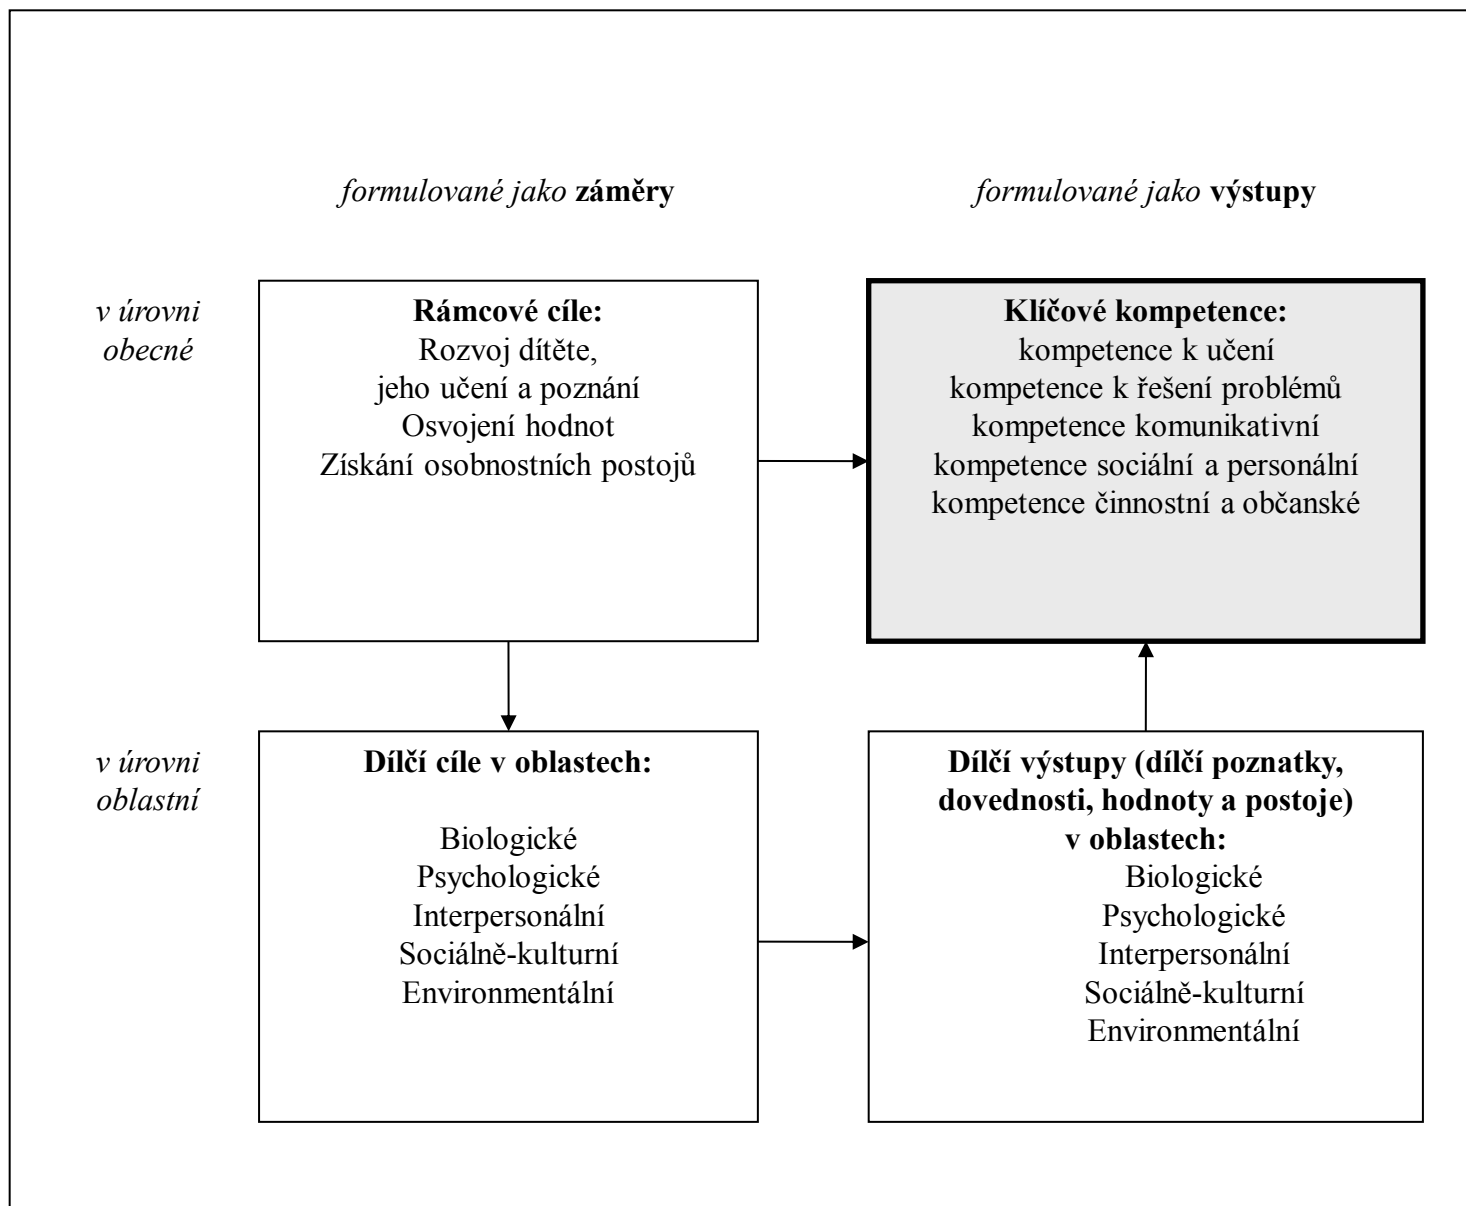 formulované jako záměry
formulované jako výstupy
v úrovni
obecné
Rámcové cíle:
Rozvoj dítěte,
jeho učení a poznání
Osvojení hodnot
Získání osobnostních postojů
Klíčové kompetence:
kompetence k učení
kompetence k řešení problémů
kompetence komunikativní
kompetence sociální a personální
kompetence činnostní a občanské
v úrovni
oblastní
Dílčí cíle v oblastech:
Biologické
Psychologické
Interpersonální
Sociálně-kulturní
Environmentální
Dílčí výstupy (dílčí poznatky,
dovednosti, hodnoty a postoje)
v oblastech:
Biologické
Psychologické
Interpersonální
Sociálně-kulturní
Environmentální